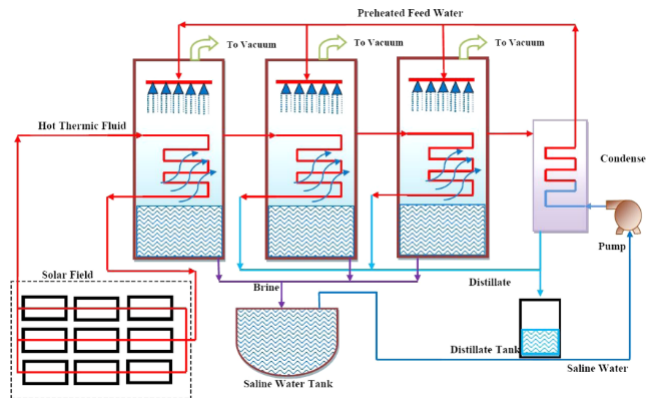 Preheated Feed Water
To Vacuum
To Vacuum
To Vacuum
Hot Thermic Fluid
Condense
Pump
Solar Field
Brine
Distillate
Distillate Tank
Saline Water
Saline Water Tank